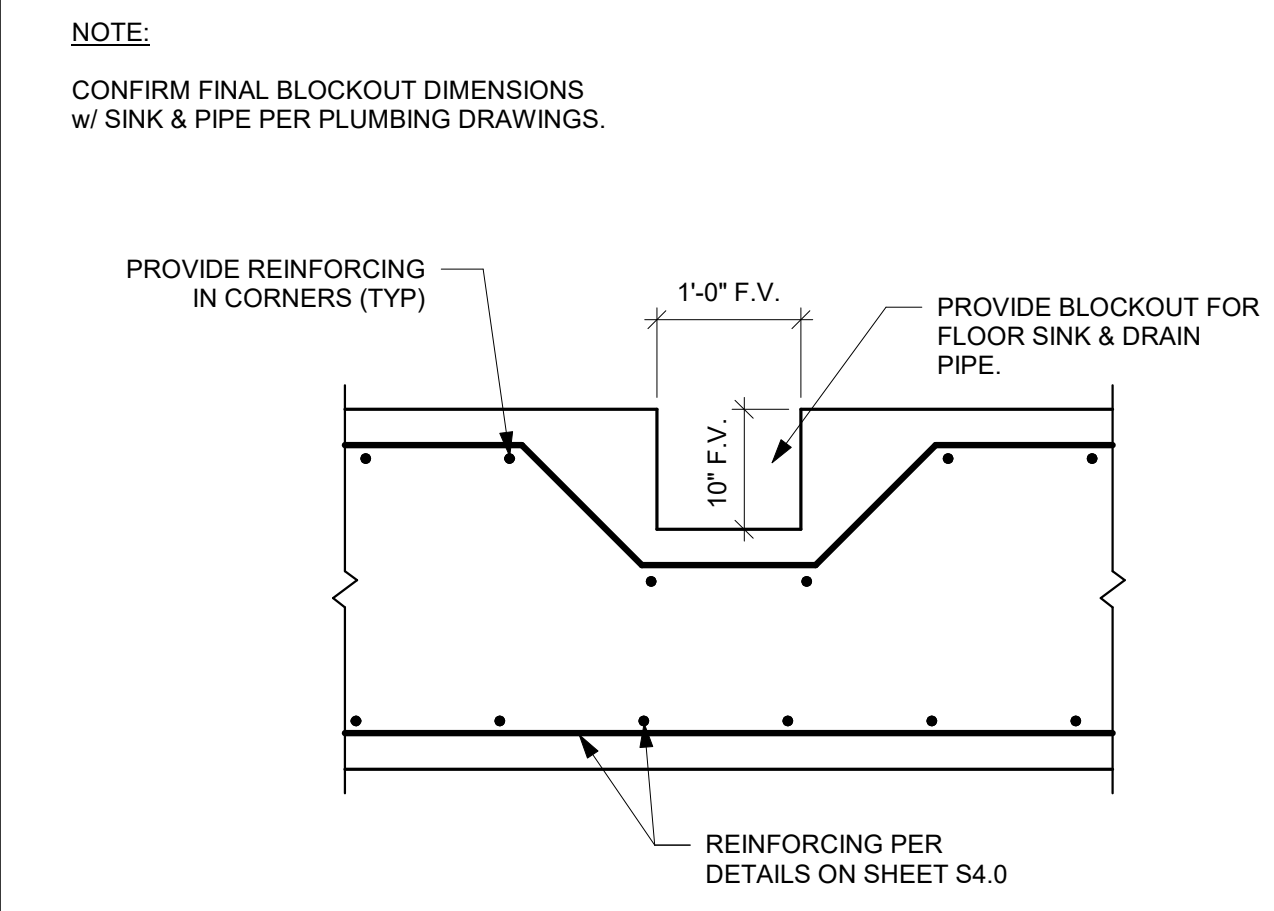 NOTE:
CONFIRM FINAL BLOCKOUT DIMENSIONS
w/ SINK & PIPE PER PLUMBING DRAWINGS.
PROVIDE REINFORCING
IN CORNERS (TYP)
1'-0" F.V.
PROVIDE BLOCKOUT FOR
FLOOR SINK & DRAIN
PIPE.
10" F.V.
REINFORCING PER
DETAILS ON SHEET S4.0